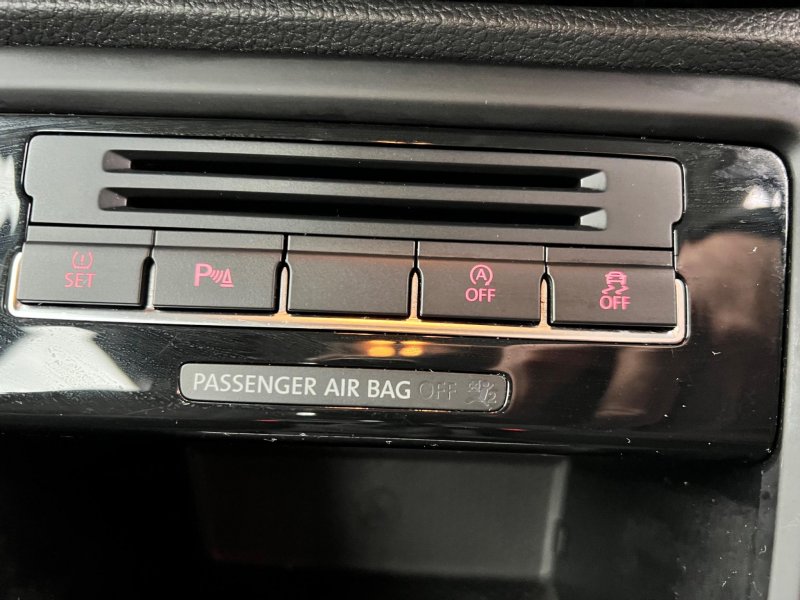 SET
P
A
OFF
OFF
PASSENGER AIR BAG OFF